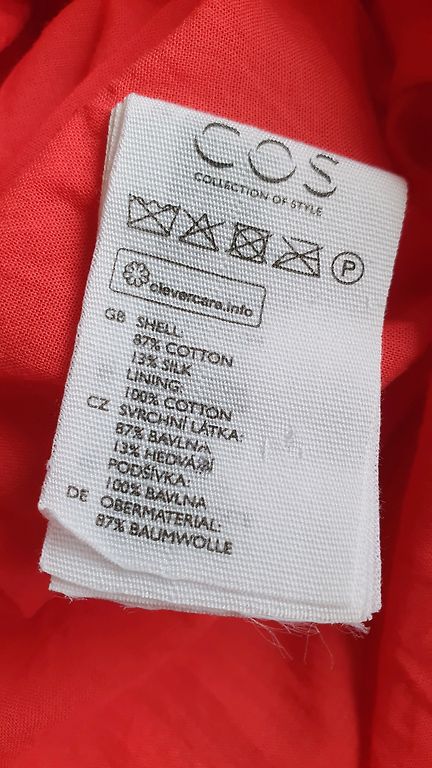 COS
COLLECTION OF STYLE
P
clevercare.info
GB SHELL:
87% COTTON
13% SILK
LINING:
100% COTTON
CZ SVRCHNÍ LÁTKA:
87% BAVLNA
13% HEDVÁBÍ
PODŠÍVKA:
100% BAVLNA
DE OBERMATERIAL:
87% BAUMWOLLE